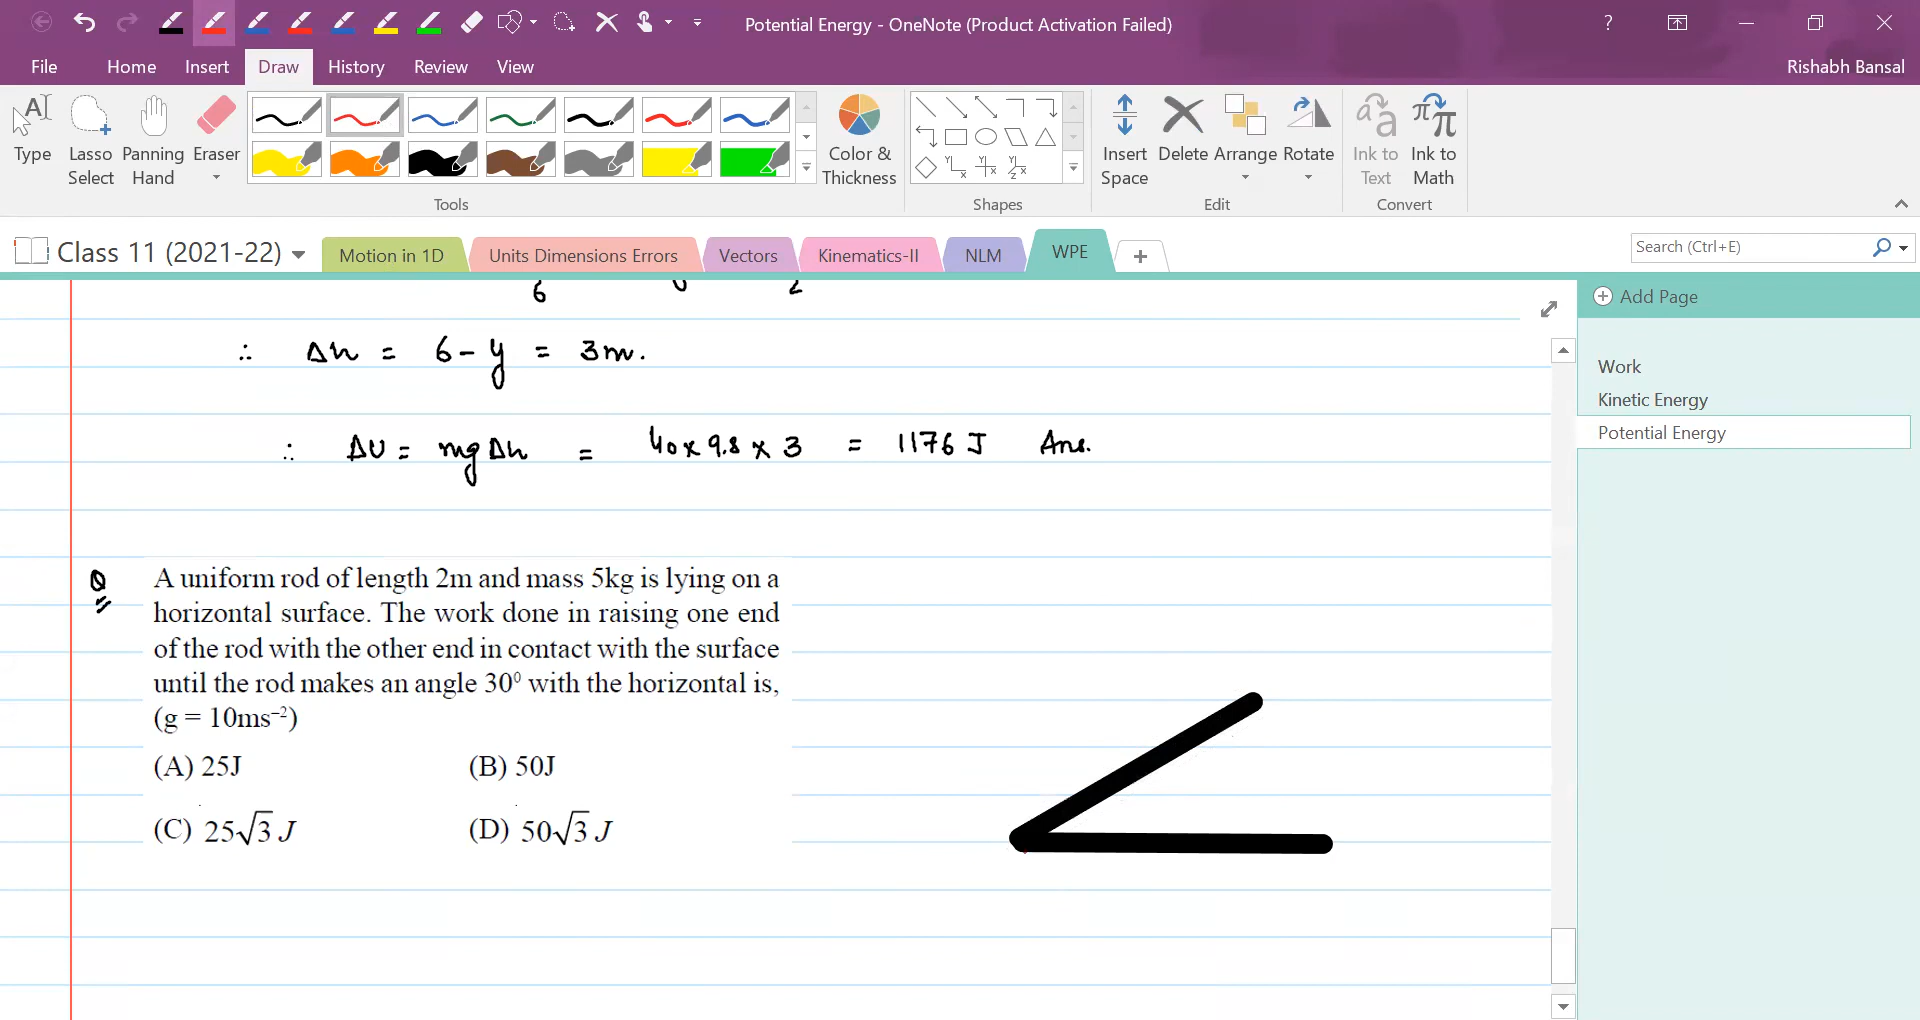 Potential Energy - OneNote (Product Activation Failed)
?
File Home Insert Draw History Review View
Rishabh Bansal
Type
Lasso Select
Panning Hand
Eraser
Color & Thickness
Insert Space
Delete
Arrange
Rotate
Ink to Text
Ink to Math
Tools
Shapes
Edit
Convert
Class 11 (2021-22)
Motion in 1D
Units Dimensions Errors
Vectors
Kinematics-II
NLM
WPE
Search (Ctrl+E)
Add Page
Work
Kinetic Energy
Potential Energy
6 2
∴ Δh = 6 - y = 3m.
∴ ΔU = mgΔh = 40 x 9.8 x 3 = 1176 J Ans.
Q
A uniform rod of length 2m and mass 5kg is lying on a
horizontal surface. The work done in raising one end
of the rod with the other end in contact with the surface
until the rod makes an angle 30⁰ with the horizontal is,
(g = 10ms⁻²)
(A) 25J (B) 50J
(C) 25√3 J (D) 50√3 J